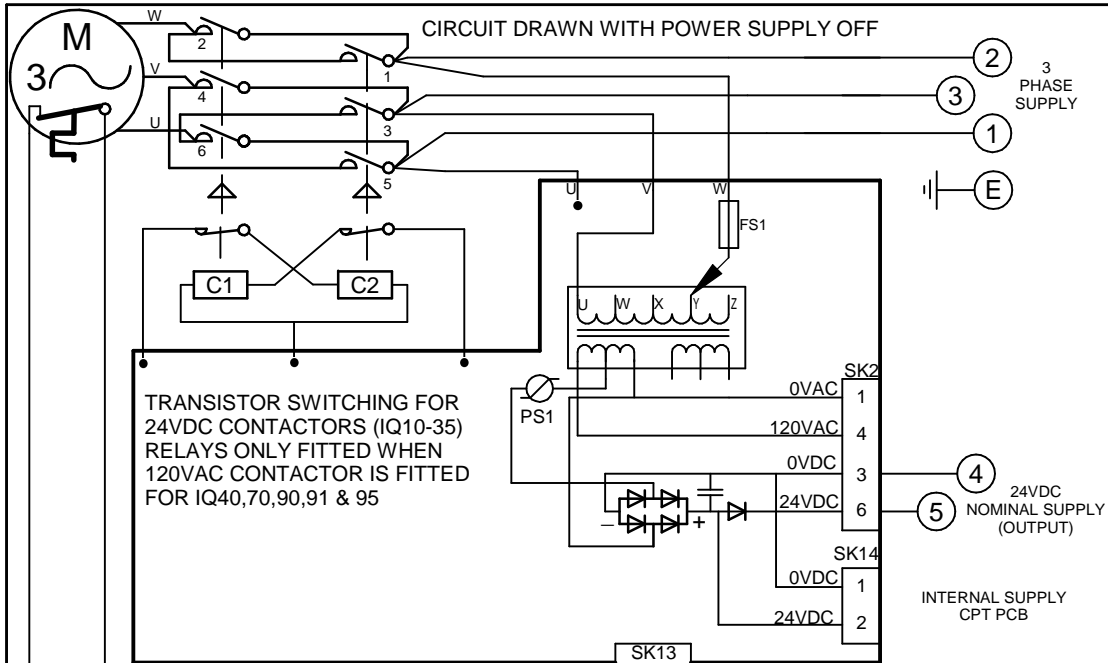 CIRCUIT DRAWN WITH POWER SUPPLY OFF
W
M
3
V
U
2
4
6
1
3
5
2
3
1
E
3
PHASE
SUPPLY
U
V
W
FS1
C1
C2
U
W
X
Y
Z
PS1
TRANSISTOR SWITCHING FOR
24VDC CONTACTORS (IQ10-35)
RELAYS ONLY FITTED WHEN
120VAC CONTACTOR IS FITTED
FOR IQ40,70,90,91 & 95
SK2
0VAC
1
120VAC
4
0VDC
3
24VDC
6
–
+
4
5
24VDC
NOMINAL SUPPLY
(OUTPUT)
SK14
0VDC
1
24VDC
2
INTERNAL SUPPLY
CPT PCB
SK13